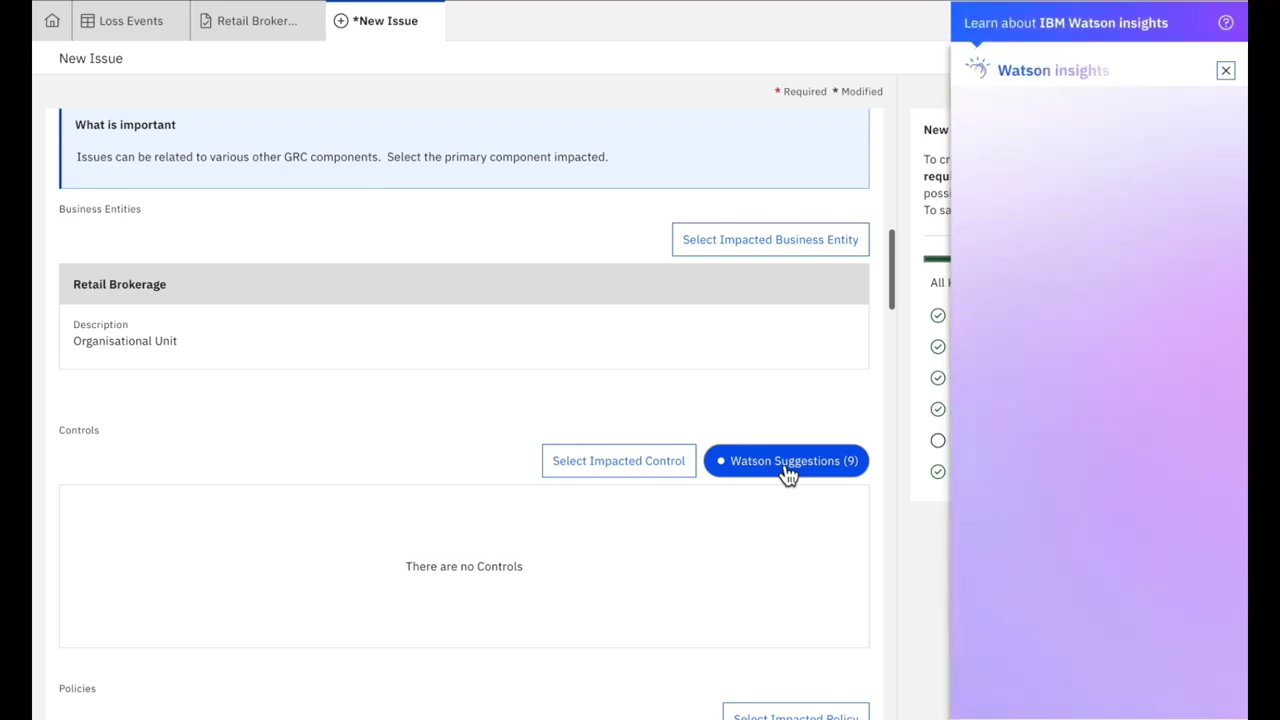 Loss Events
Retail Broker...
*New Issue
Learn about IBM Watson insights
New Issue
Watson insights
* Required * Modified
What is important
Issues can be related to various other GRC components. Select the primary component impacted.
Business Entities
Select Impacted Business Entity
Retail Brokerage
Description
Organisational Unit
Controls
Select Impacted Control
Watson Suggestions (9)
There are no Controls
Policies
Select Impacted Policy
New
To cr
requ
possi
To sa
All